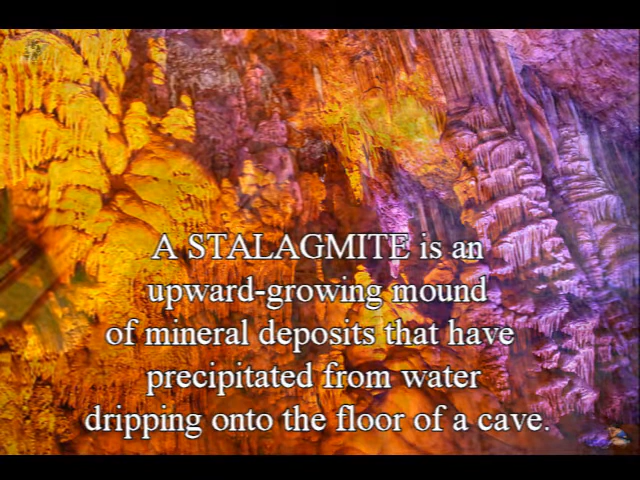 A STALAGMITE is an
upward-growing mound
of mineral deposits that have
precipitated from water
dripping onto the floor of a cave.